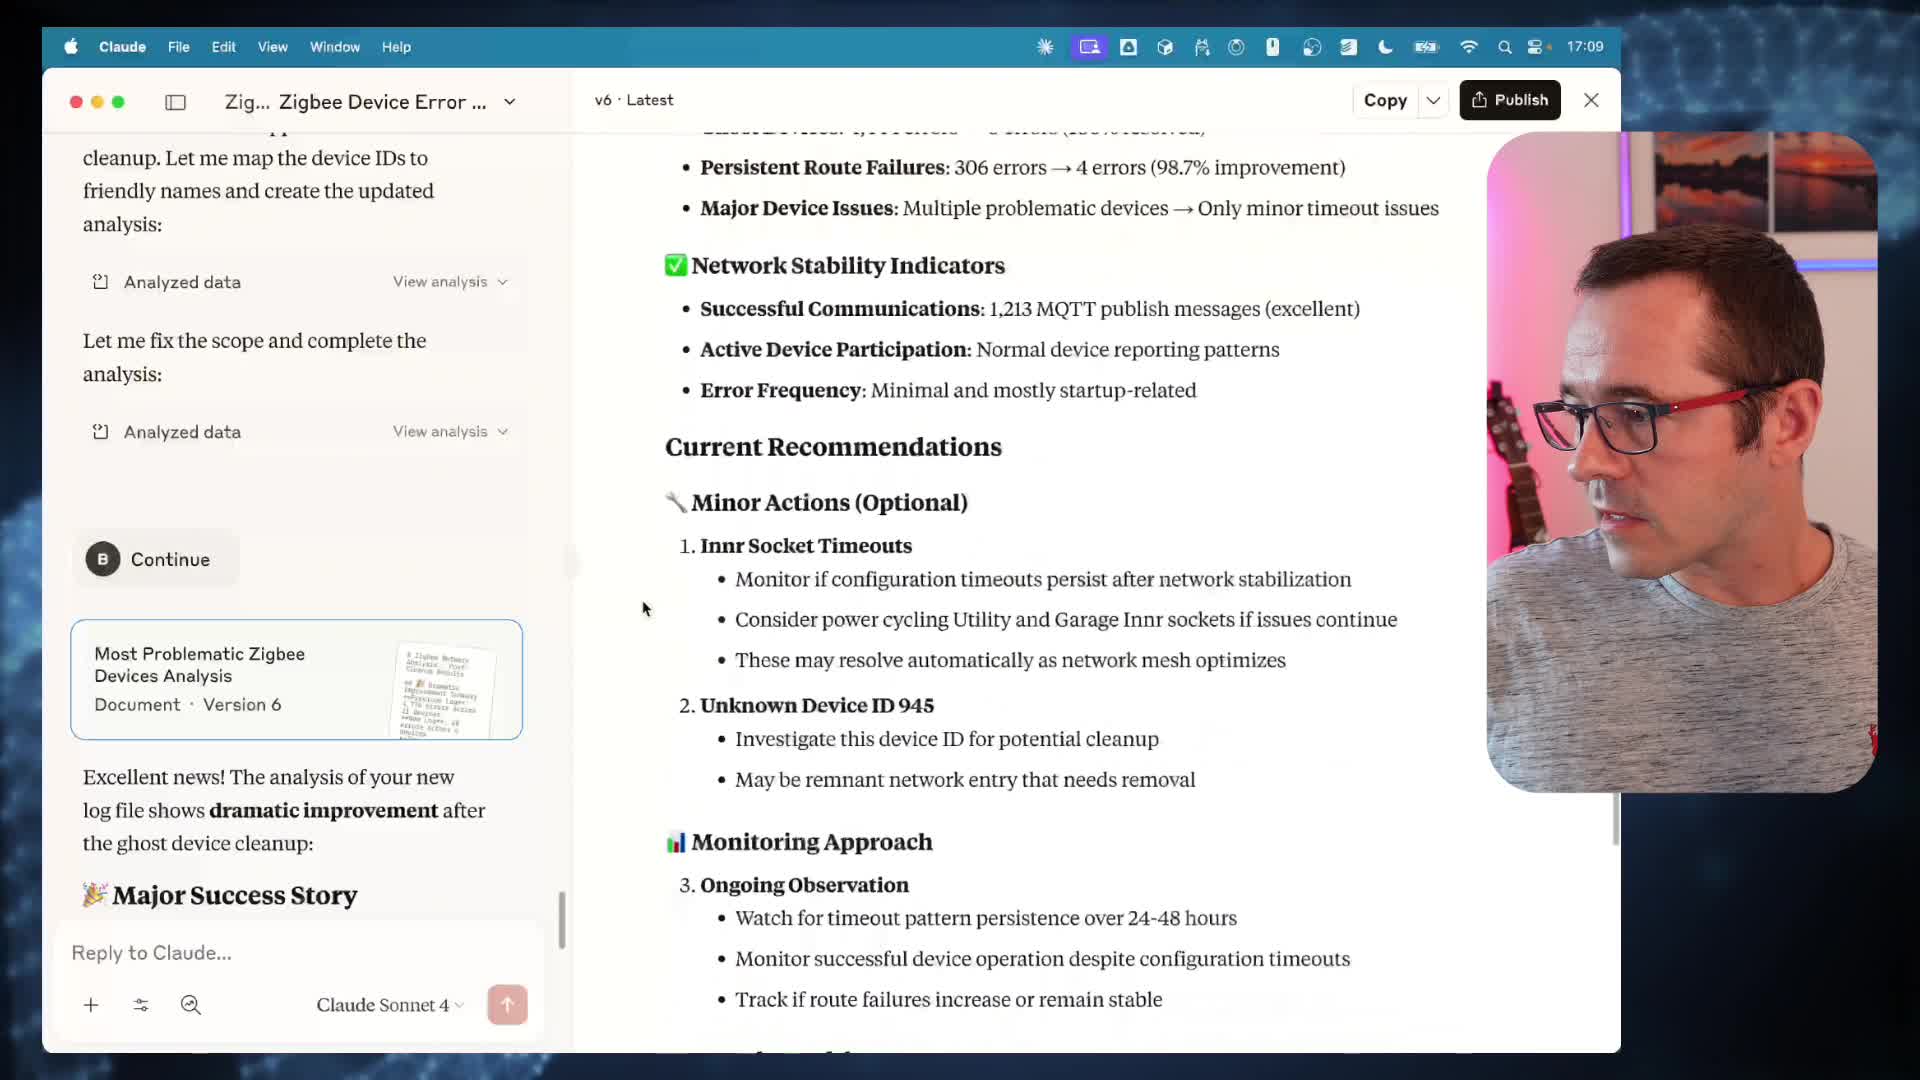 Claude File Edit View Window Help 17:09
Zig... Zigbee Device Error ...
v6 · Latest
Copy
Publish
cleanup. Let me map the device IDs to
friendly names and create the updated
analysis:
Analyzed data View analysis
Let me fix the scope and complete the
analysis:
Analyzed data View analysis
B Continue
Most Problematic Zigbee
Devices Analysis
Document · Version 6
Excellent news! The analysis of your new
log file shows dramatic improvement after
the ghost device cleanup:
🎉 Major Success Story
Reply to Claude...
Claude Sonnet 4
• Persistent Route Failures: 306 errors → 4 errors (98.7% improvement)
• Major Device Issues: Multiple problematic devices → Only minor timeout issues
✅ Network Stability Indicators
• Successful Communications: 1,213 MQTT publish messages (excellent)
• Active Device Participation: Normal device reporting patterns
• Error Frequency: Minimal and mostly startup-related
Current Recommendations
🔧 Minor Actions (Optional)
1. Innr Socket Timeouts
• Monitor if configuration timeouts persist after network stabilization
• Consider power cycling Utility and Garage Innr sockets if issues continue
• These may resolve automatically as network mesh optimizes
2. Unknown Device ID 945
• Investigate this device ID for potential cleanup
• May be remnant network entry that needs removal
📊 Monitoring Approach
3. Ongoing Observation
• Watch for timeout pattern persistence over 24-48 hours
• Monitor successful device operation despite configuration timeouts
• Track if route failures increase or remain stable